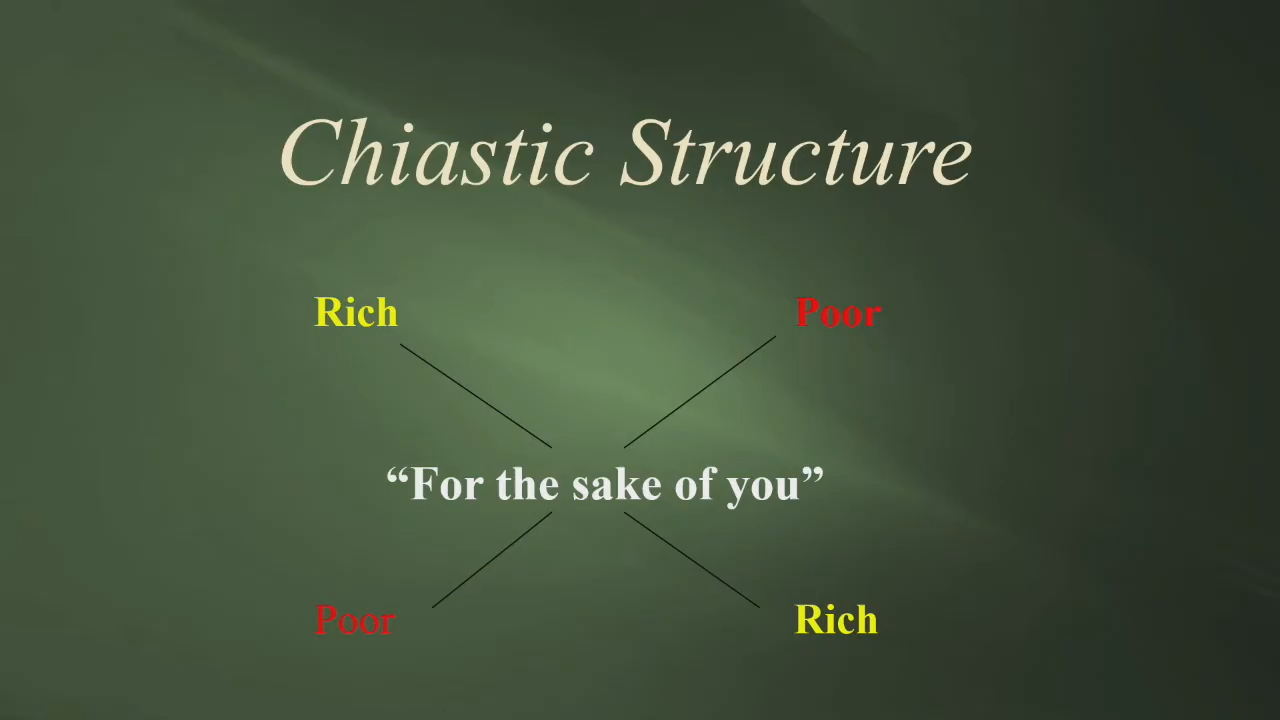 Chiastic Structure
Rich Poor
“For the sake of you”
Poor Rich